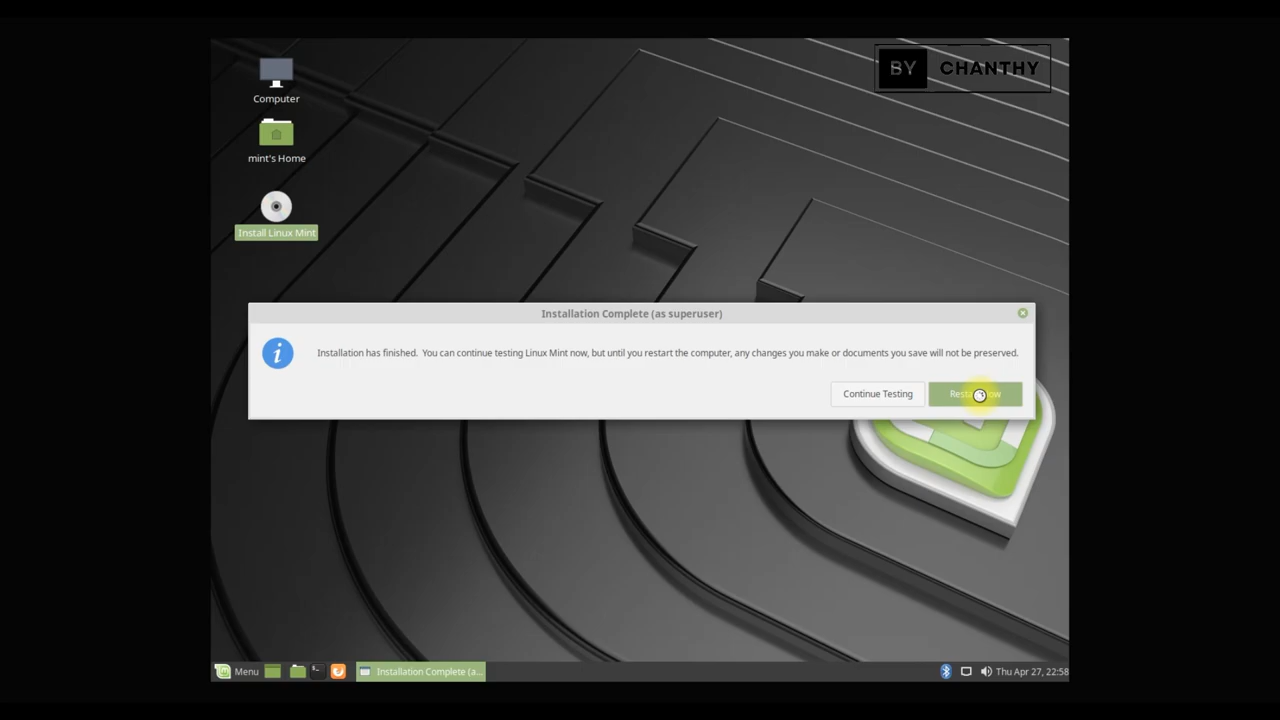 BY CHANTHY
Computer
mint's Home
Install Linux Mint
Installation Complete (as superuser)
Installation has finished. You can continue testing Linux Mint now, but until you restart the computer, any changes you make or documents you save will not be preserved.
Continue Testing
Menu
Installation Complete (a...
Thu Apr 27, 22:58